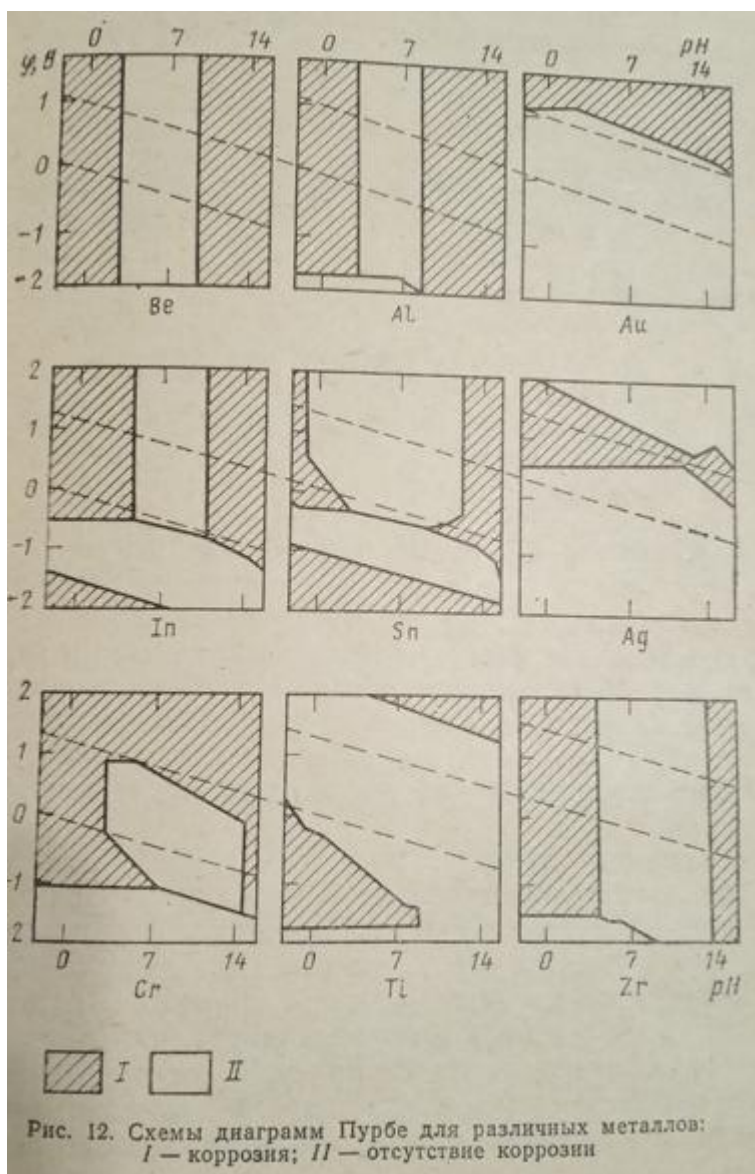 0 7 14 0 7 pH
φ, В 0 7 14
1
0
-1
-2
Be Al Au
2
1
0
-1
-2
In Sn Ag
2
1
0
-1
2
0 7 14 0 7 14 0 7 14
Cr Ti Zr pH
I II
Рис. 12. Схемы диаграмм Пурбе для различных металлов:
I — коррозия; II — отсутствие коррозии